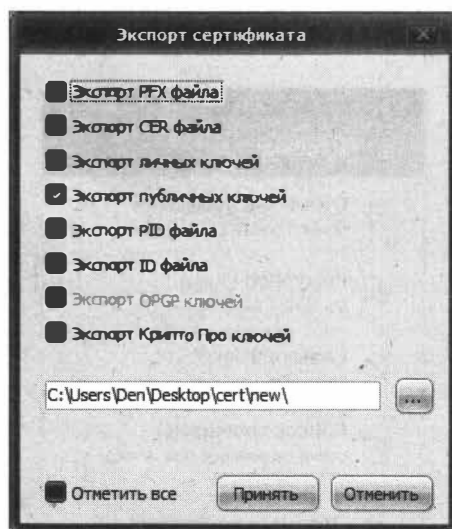 Экспорт сертификата
Экспорт PFX файла
Экспорт CER файла
Экспорт личных ключей
Экспорт публичных ключей
Экспорт PID файла
Экспорт ID файла
Экспорт OPGP ключей
Экспорт Крипто Про ключей
C:\Users\Den\Desktop\cert\new\
...
Отметить все
Принять
Отменить